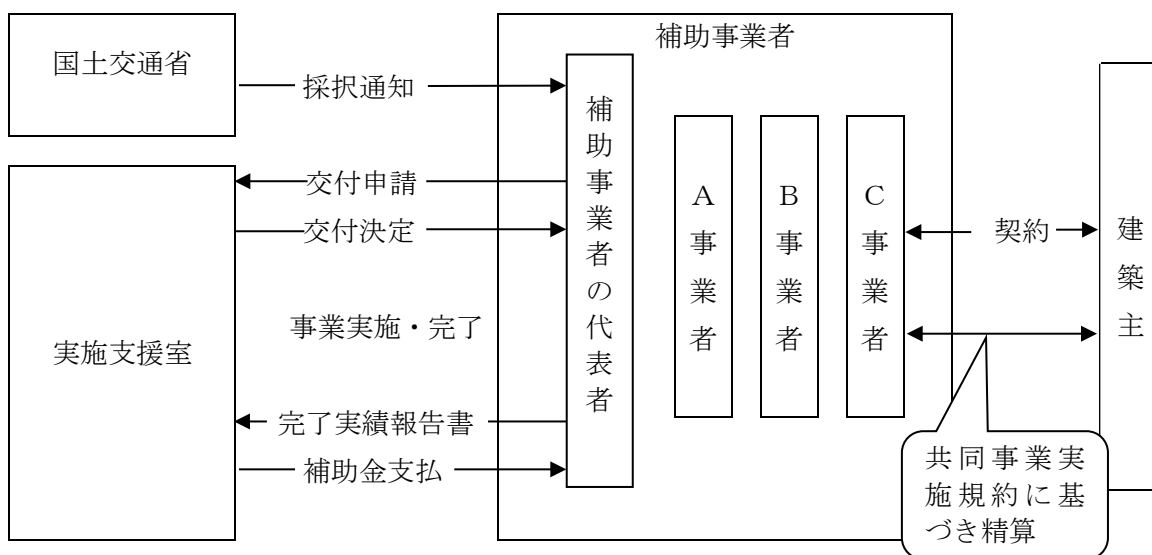 補助事業者
国土交通省
採択通知
補助事業者の代表者
A事業者
B事業者
C事業者
交付申請
交付決定
契約
建築主
事業実施・完了
実施支援室
完了実績報告書
補助金支払
共同事業実
施規約に基
づき精算